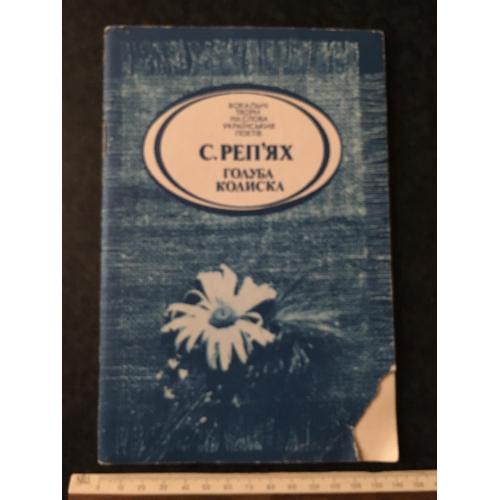 ВОКАЛЬНІ
ТВОРИ
НА СЛОВА
УКРАЇНСЬКИХ
ПОЕТІВ
С. РЕП'ЯХ
ГОЛУБА
КОЛИСКА